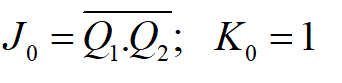 J₀ = \overline{Q₁.Q₂}; K₀ = 1